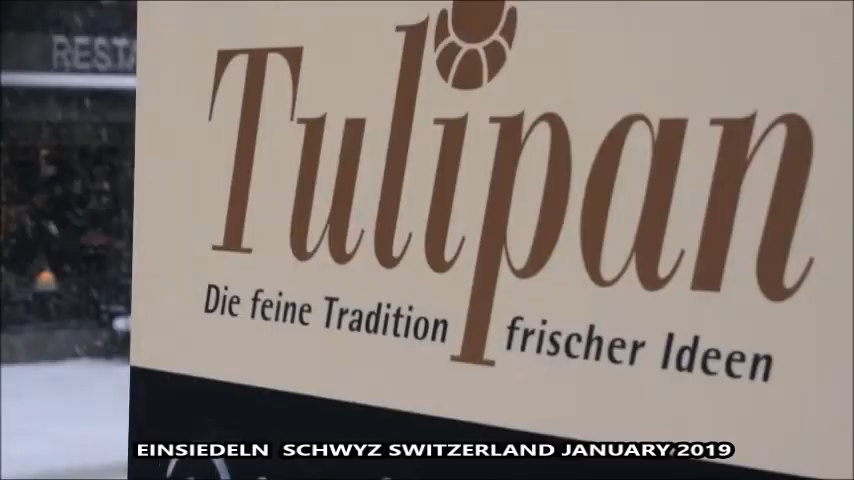 RESTA
Tulipan
Die feine Tradition frischer Ideen
EINSIEDELN SCHWYZ SWITZERLAND JANUARY 2019